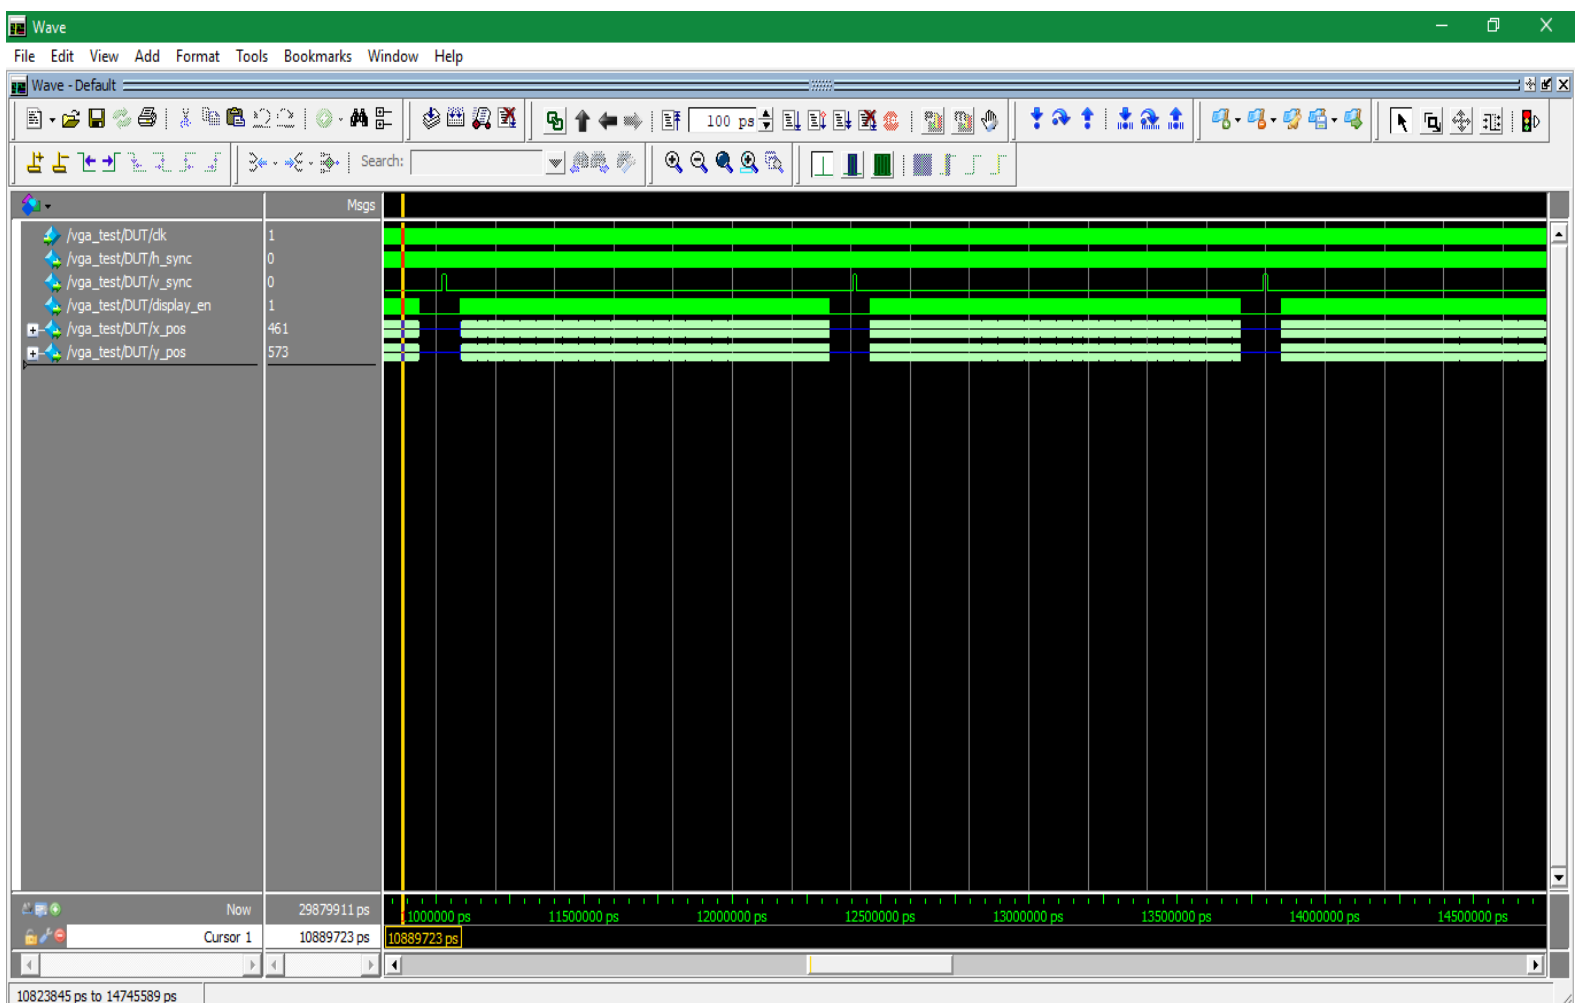 Wave
File Edit View Add Format Tools Bookmarks Window Help
Wave - Default
100 ps
Search:
Msgs
/vga_test/DUT/clk 1
/vga_test/DUT/h_sync 0
/vga_test/DUT/v_sync 0
/vga_test/DUT/display_en 1
/vga_test/DUT/x_pos 461
/vga_test/DUT/y_pos 573
Now 29879911 ps 11000000 ps 11500000 ps 12000000 ps 12500000 ps 13000000 ps 13500000 ps 14000000 ps 14500000 ps
Cursor 1 10889723 ps 10889723 ps
10823845 ps to 14745589 ps